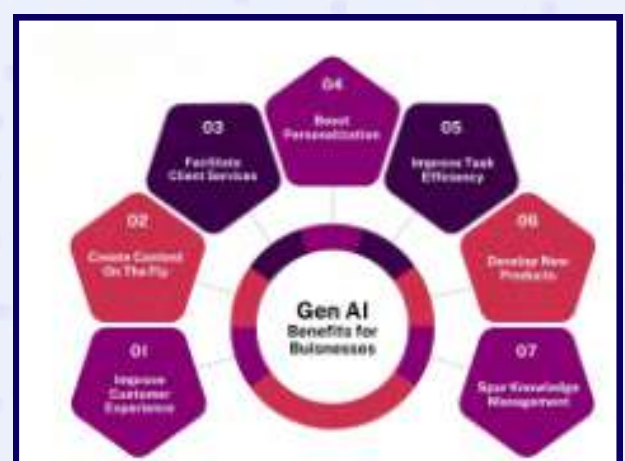 04
Boost
Personalization
03
Facilitate
Client Services
05
Improve Task
Efficiency
02
Create Content
On The Fly
06
Develop New
Products
Gen AI
Benefits for
Buisnesses
01
Improve
Customer
Experience
07
Spur Knowledge
Management